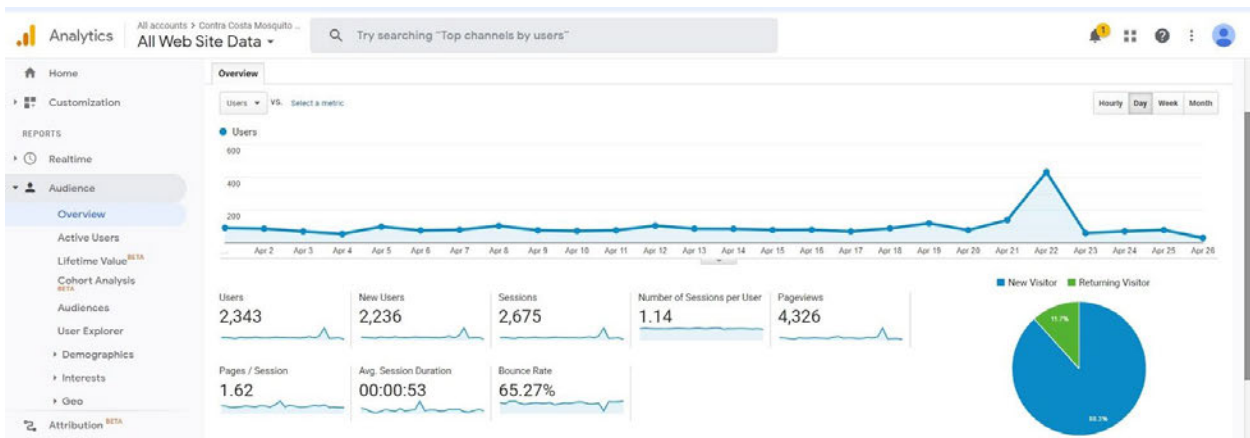 Analytics
All accounts > Contra Costa Mosquito ...
All Web Site Data
Try searching "Top channels by users"
1
Home
Customization
REPORTS
Realtime
Audience
Overview
Active Users
Lifetime Value BETA
Cohort Analysis
BETA
Audiences
User Explorer
Demographics
Interests
Geo
Attribution BETA
Overview
Users VS. Select a metric
Hourly Day Week Month
Users
600
400
200
... Apr 2 Apr 3 Apr 4 Apr 5 Apr 6 Apr 7 Apr 8 Apr 9 Apr 10 Apr 11 Apr 12 Apr 13 Apr 14 Apr 15 Apr 16 Apr 17 Apr 18 Apr 19 Apr 20 Apr 21 Apr 22 Apr 23 Apr 24 Apr 25 Apr 26
New Visitor Returning Visitor
Users
2,343
New Users
2,236
Sessions
2,675
Number of Sessions per User
1.14
Pageviews
4,326
Pages / Session
1.62
Avg. Session Duration
00:00:53
Bounce Rate
65.27%
11.7%
88.3%